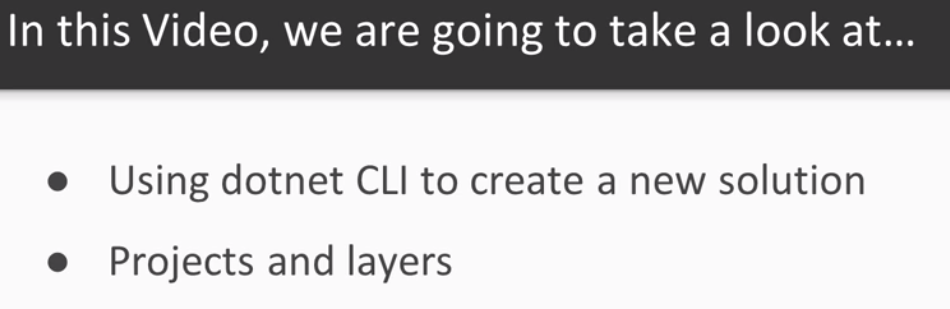 In this Video, we are going to take a look at...
● Using dotnet CLI to create a new solution
● Projects and layers